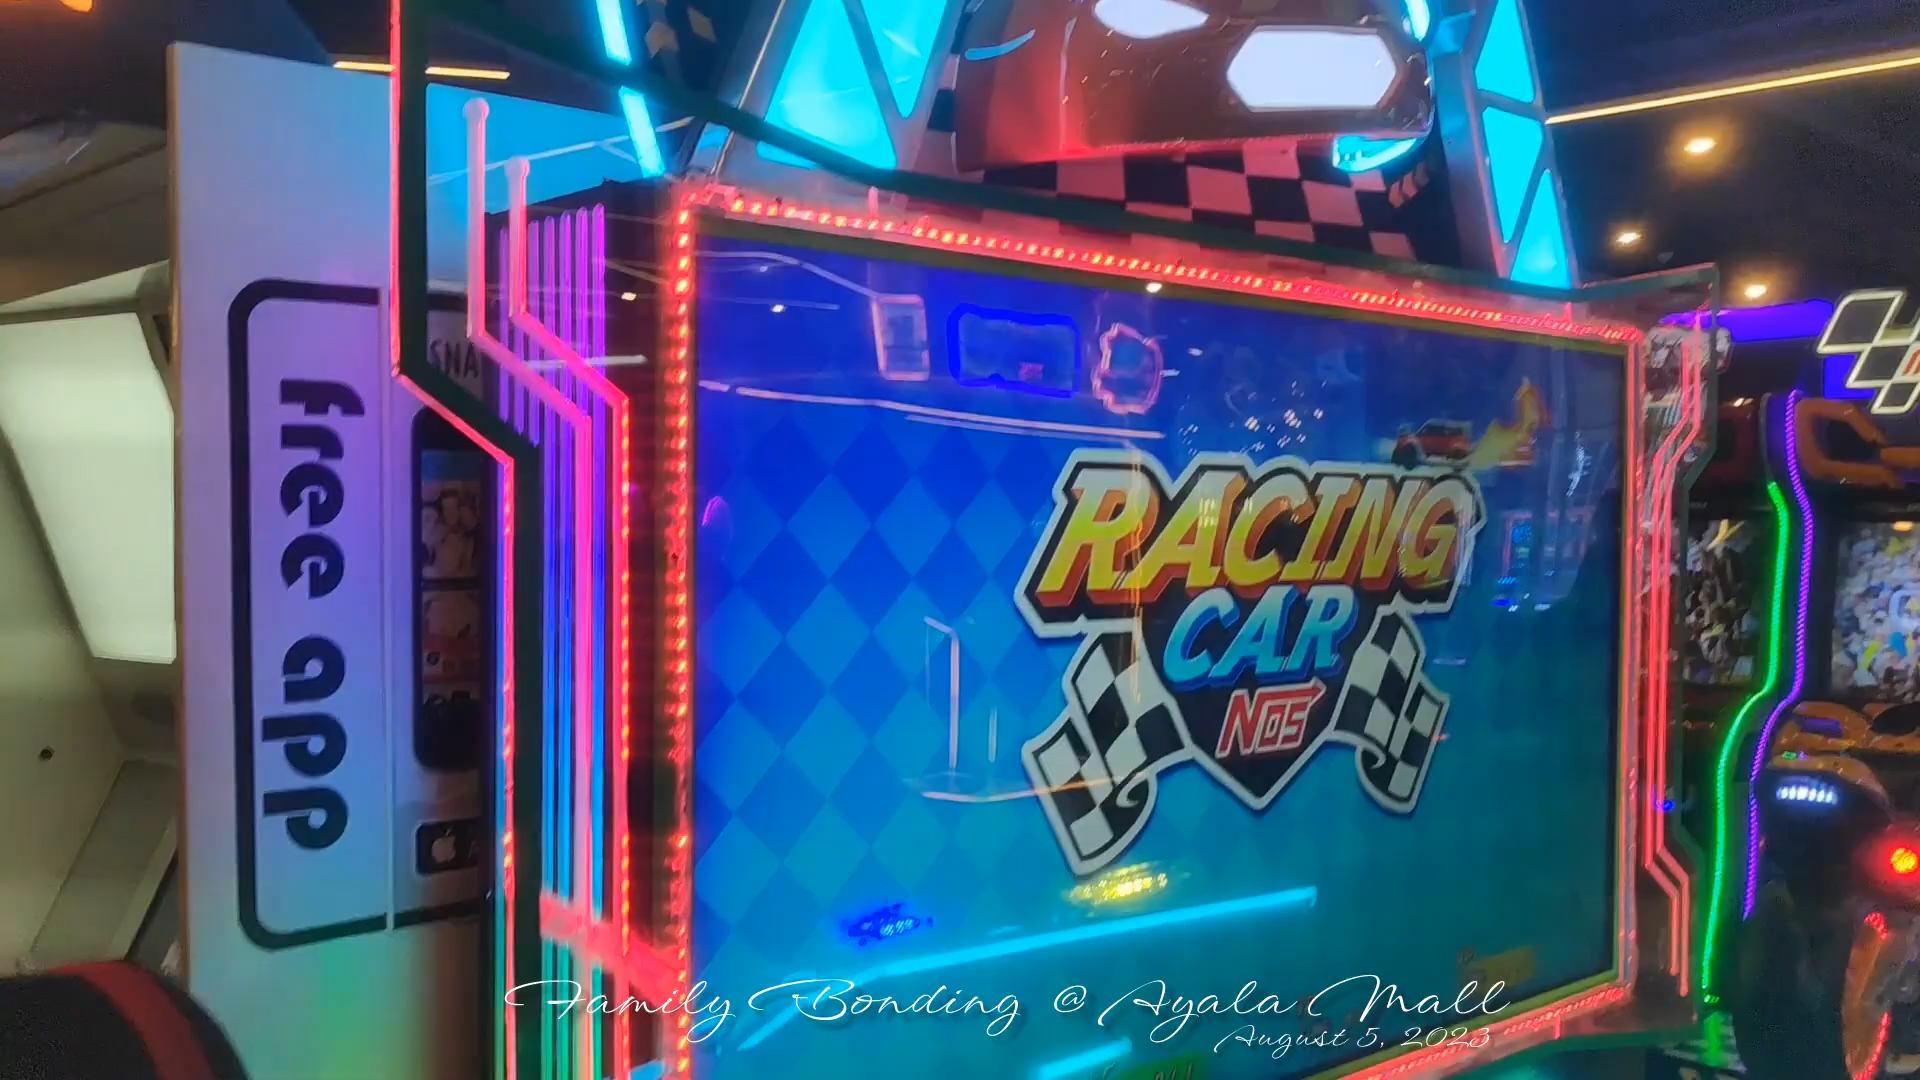 free app
RACING
CAR
NOS
Family Bonding @ Ayala Mall
August 5, 2023